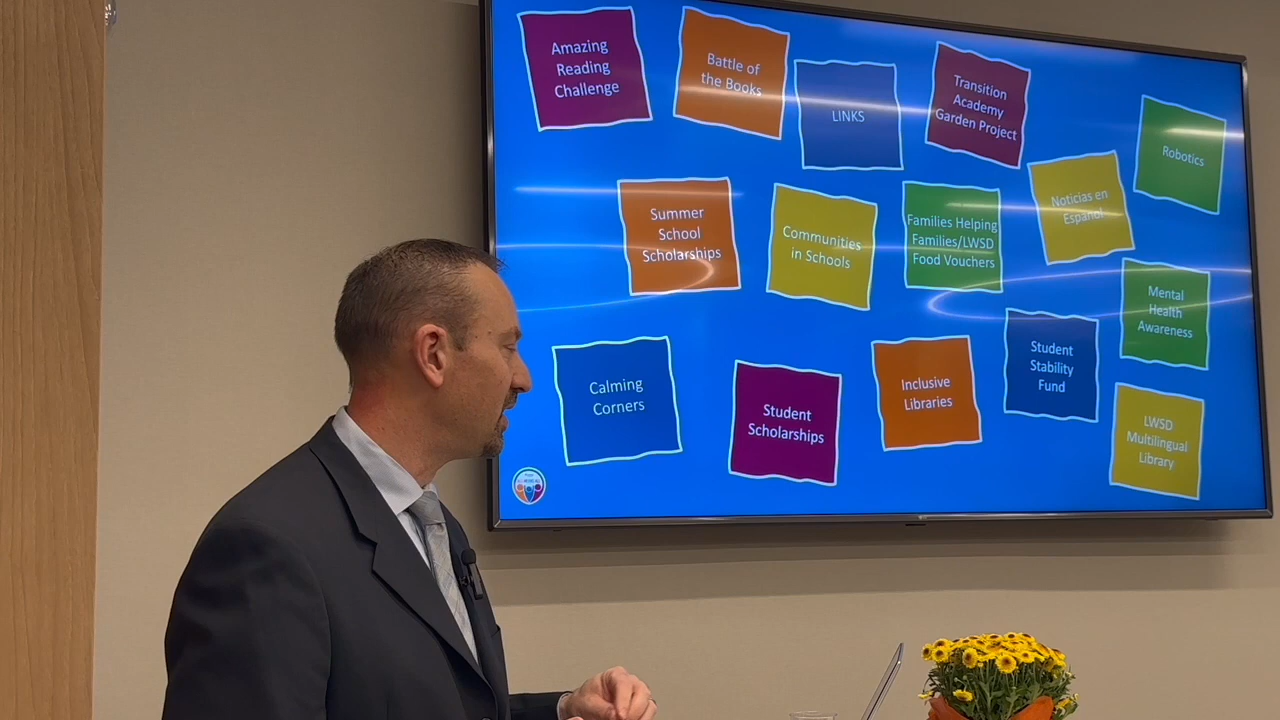 Amazing
Reading
Challenge
Battle of
the Books
LINKS
Transition
Academy
Garden Project
Robotics
Summer
School
Scholarships
Communities
in Schools
Families Helping
Families/LWSD
Food Vouchers
Noticias en
Español
Mental
Health
Awareness
Calming
Corners
Student
Scholarships
Inclusive
Libraries
Student
Stability
Fund
LWSD
Multilingual
Library